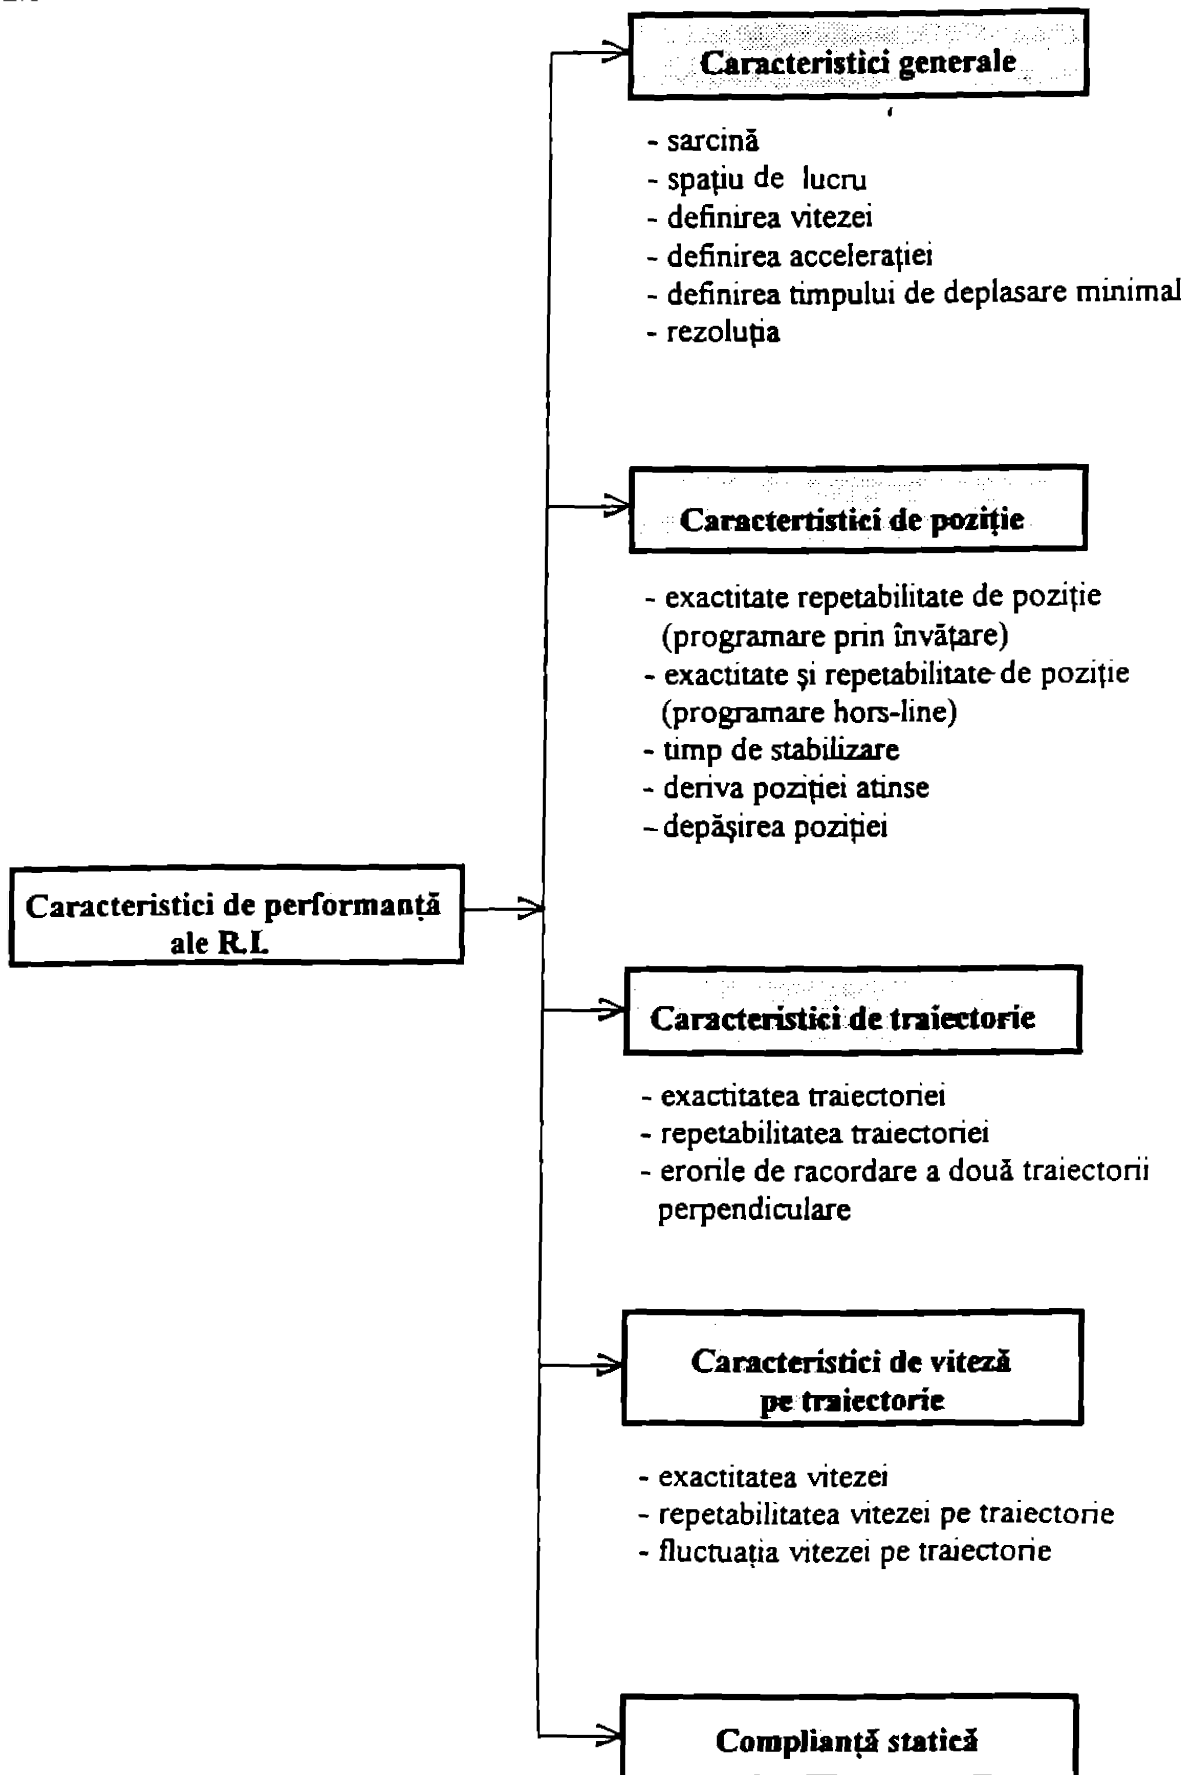 Caracteristici generale
- sarcină
- spațiu de lucru
- definirea vitezei
- definirea accelerației
- definirea timpului de deplasare minimal
- rezoluția
Caractertistici de poziție
- exactitate repetabilitate de poziție
(programare prin învățare)
- exactitate și repetabilitate de poziție
(programare hors-line)
- timp de stabilizare
- deriva poziției atinse
- depășirea poziției
Caracteristici de performanță
ale R.I.
Caracteristici de traiectorie
- exactitatea traiectoriei
- repetabilitatea traiectoriei
- erorile de racordare a două traiectorii
perpendiculare
Caracteristici de viteză
pe traiectorie
- exactitatea vitezei
- repetabilitatea vitezei pe traiectorie
- fluctuația vitezei pe traiectorie
Complianță statică